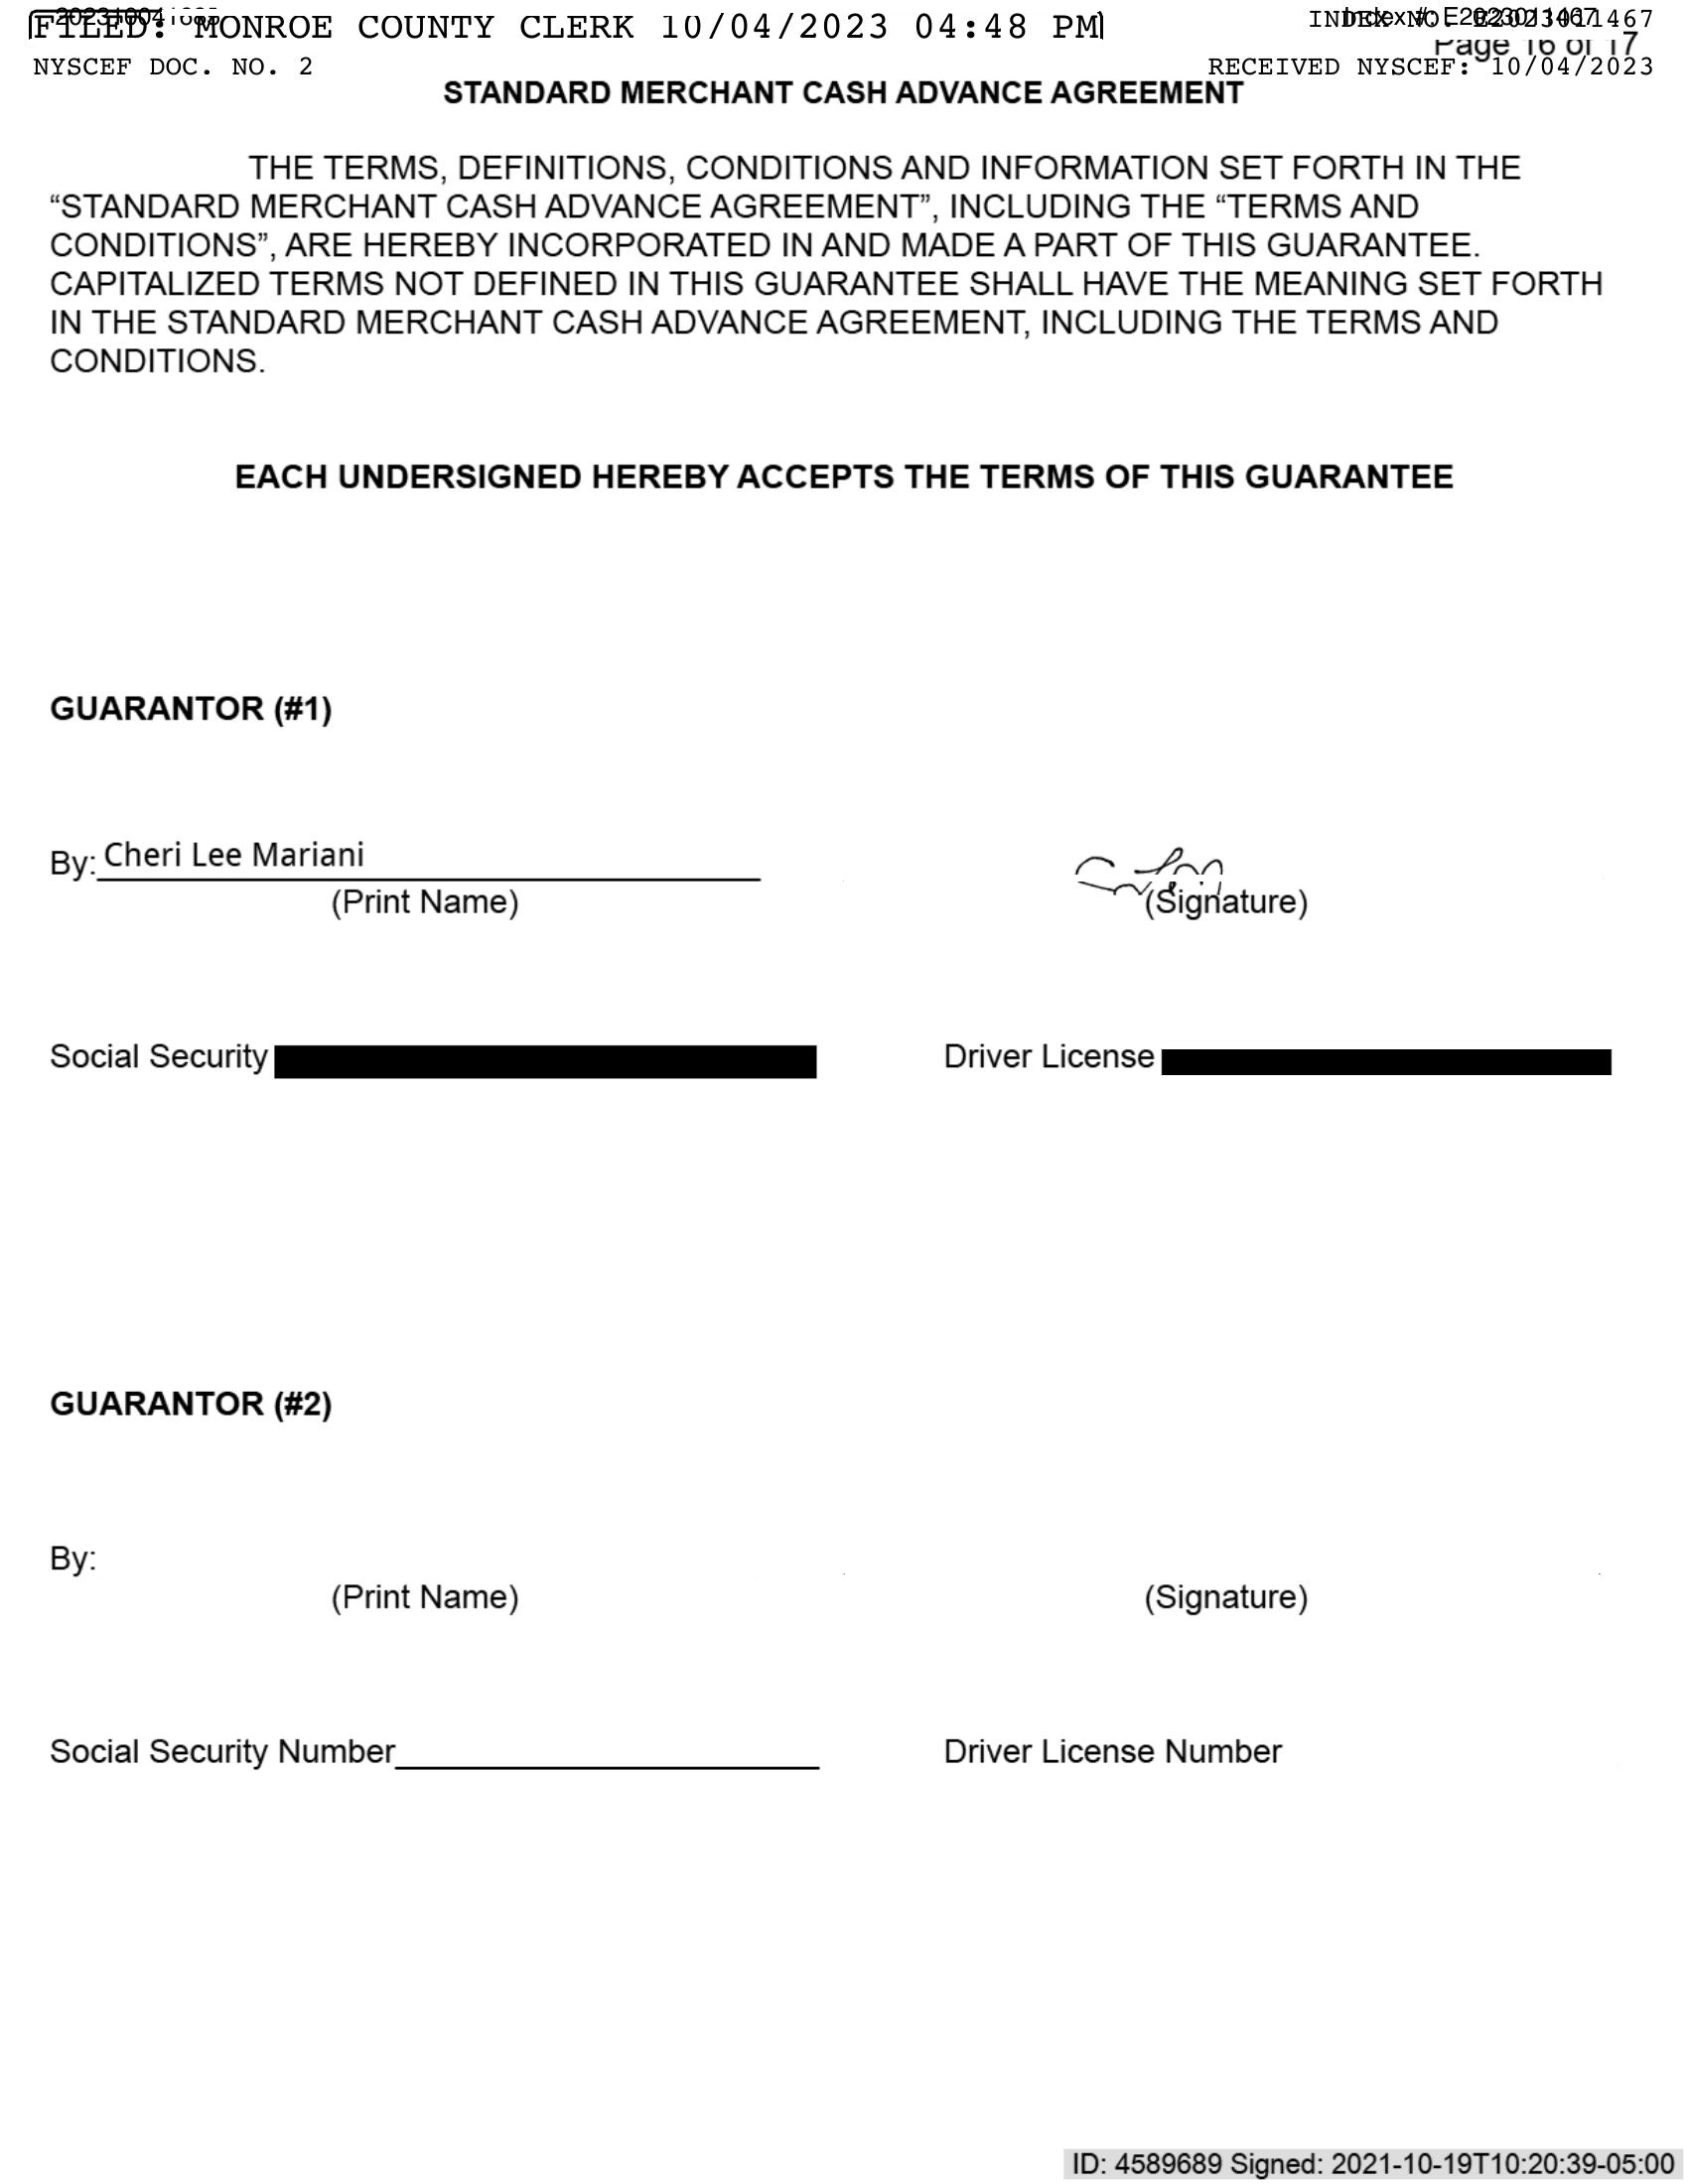 FILED: MONROE COUNTY CLERK 10/04/2023 04:48 PM
INDEX NO. E2023011467
Index #: E2023011467
Page 16 of 17
NYSCEF DOC. NO. 2
RECEIVED NYSCEF: 10/04/2023
STANDARD MERCHANT CASH ADVANCE AGREEMENT
THE TERMS, DEFINITIONS, CONDITIONS AND INFORMATION SET FORTH IN THE
“STANDARD MERCHANT CASH ADVANCE AGREEMENT”, INCLUDING THE “TERMS AND
CONDITIONS”, ARE HEREBY INCORPORATED IN AND MADE A PART OF THIS GUARANTEE.
CAPITALIZED TERMS NOT DEFINED IN THIS GUARANTEE SHALL HAVE THE MEANING SET FORTH
IN THE STANDARD MERCHANT CASH ADVANCE AGREEMENT, INCLUDING THE TERMS AND
CONDITIONS.
EACH UNDERSIGNED HEREBY ACCEPTS THE TERMS OF THIS GUARANTEE
GUARANTOR (#1)
By: Cheri Lee Mariani
(Print Name) (Signature)
Social Security Driver License
GUARANTOR (#2)
By:
(Print Name) (Signature)
Social Security Number Driver License Number
ID: 4589689 Signed: 2021-10-19T10:20:39-05:00